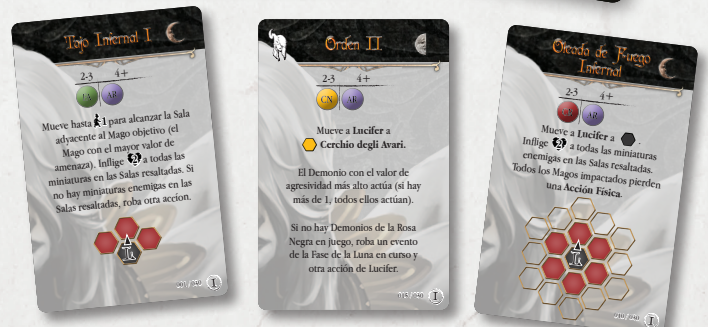 Tajo Infernal I
2-3 4+
LA AR
Mueve hasta 1 para alcanzar la Sala
adyacente al Mago objetivo (el
Mago con el mayor valor de
amenaza). Inflige 2 a todas las
miniaturas en las Salas resaltadas. Si
no hay miniaturas enemigas en las
Salas resaltadas, roba otra acción.
I
Orden II
2-3 4+
CN AR
Mueve a Lucifer a
Cerchio degli Avari.
El Demonio con el valor de
agresividad más alto actúa (si hay
más de 1, todos ellos actúan).
Si no hay Demonios de la Rosa
Negra en juego, roba un evento
de la Fase de la Luna en curso y
otra acción de Lucifer.
I
Oleada de Fuego
Infernal
2-3 4+
AR
Mueve a Lucifer a .
Inflige 2 a todas las miniaturas
enemigas en las Salas resaltadas.
Todos los Magos impactados pierden
una Acción Física.
I